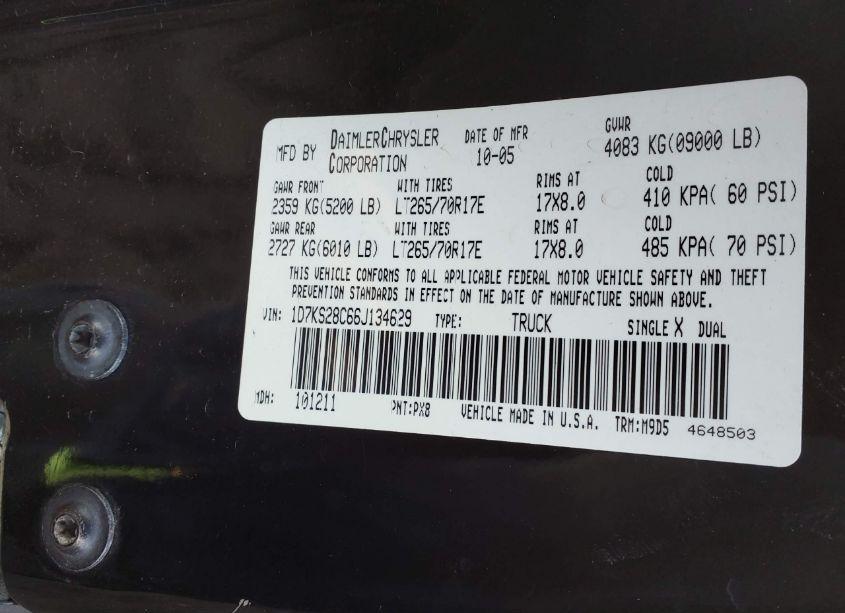 MFD BY DAIMLERCHRYSLER CORPORATION DATE OF MFR 10-05 GVWR 4083 KG(09000 LB)
GAWR FRONT WITH TIRES RIMS AT COLD
2359 KG(5200 LB) LT265/70R17E 17X8.0 410 KPA( 60 PSI)
GAWR REAR WITH TIRES RIMS AT COLD
2727 KG(6010 LB) LT265/70R17E 17X8.0 485 KPA( 70 PSI)
THIS VEHICLE CONFORMS TO ALL APPLICABLE FEDERAL MOTOR VEHICLE SAFETY AND THEFT
PREVENTION STANDARDS IN EFFECT ON THE DATE OF MANUFACTURE SHOWN ABOVE.
VIN: 1D7KS28C66J134629 TYPE: TRUCK SINGLE X DUAL
MDH: 101211 PNT:PX8 VEHICLE MADE IN U.S.A. TRM:M9D5 4648503